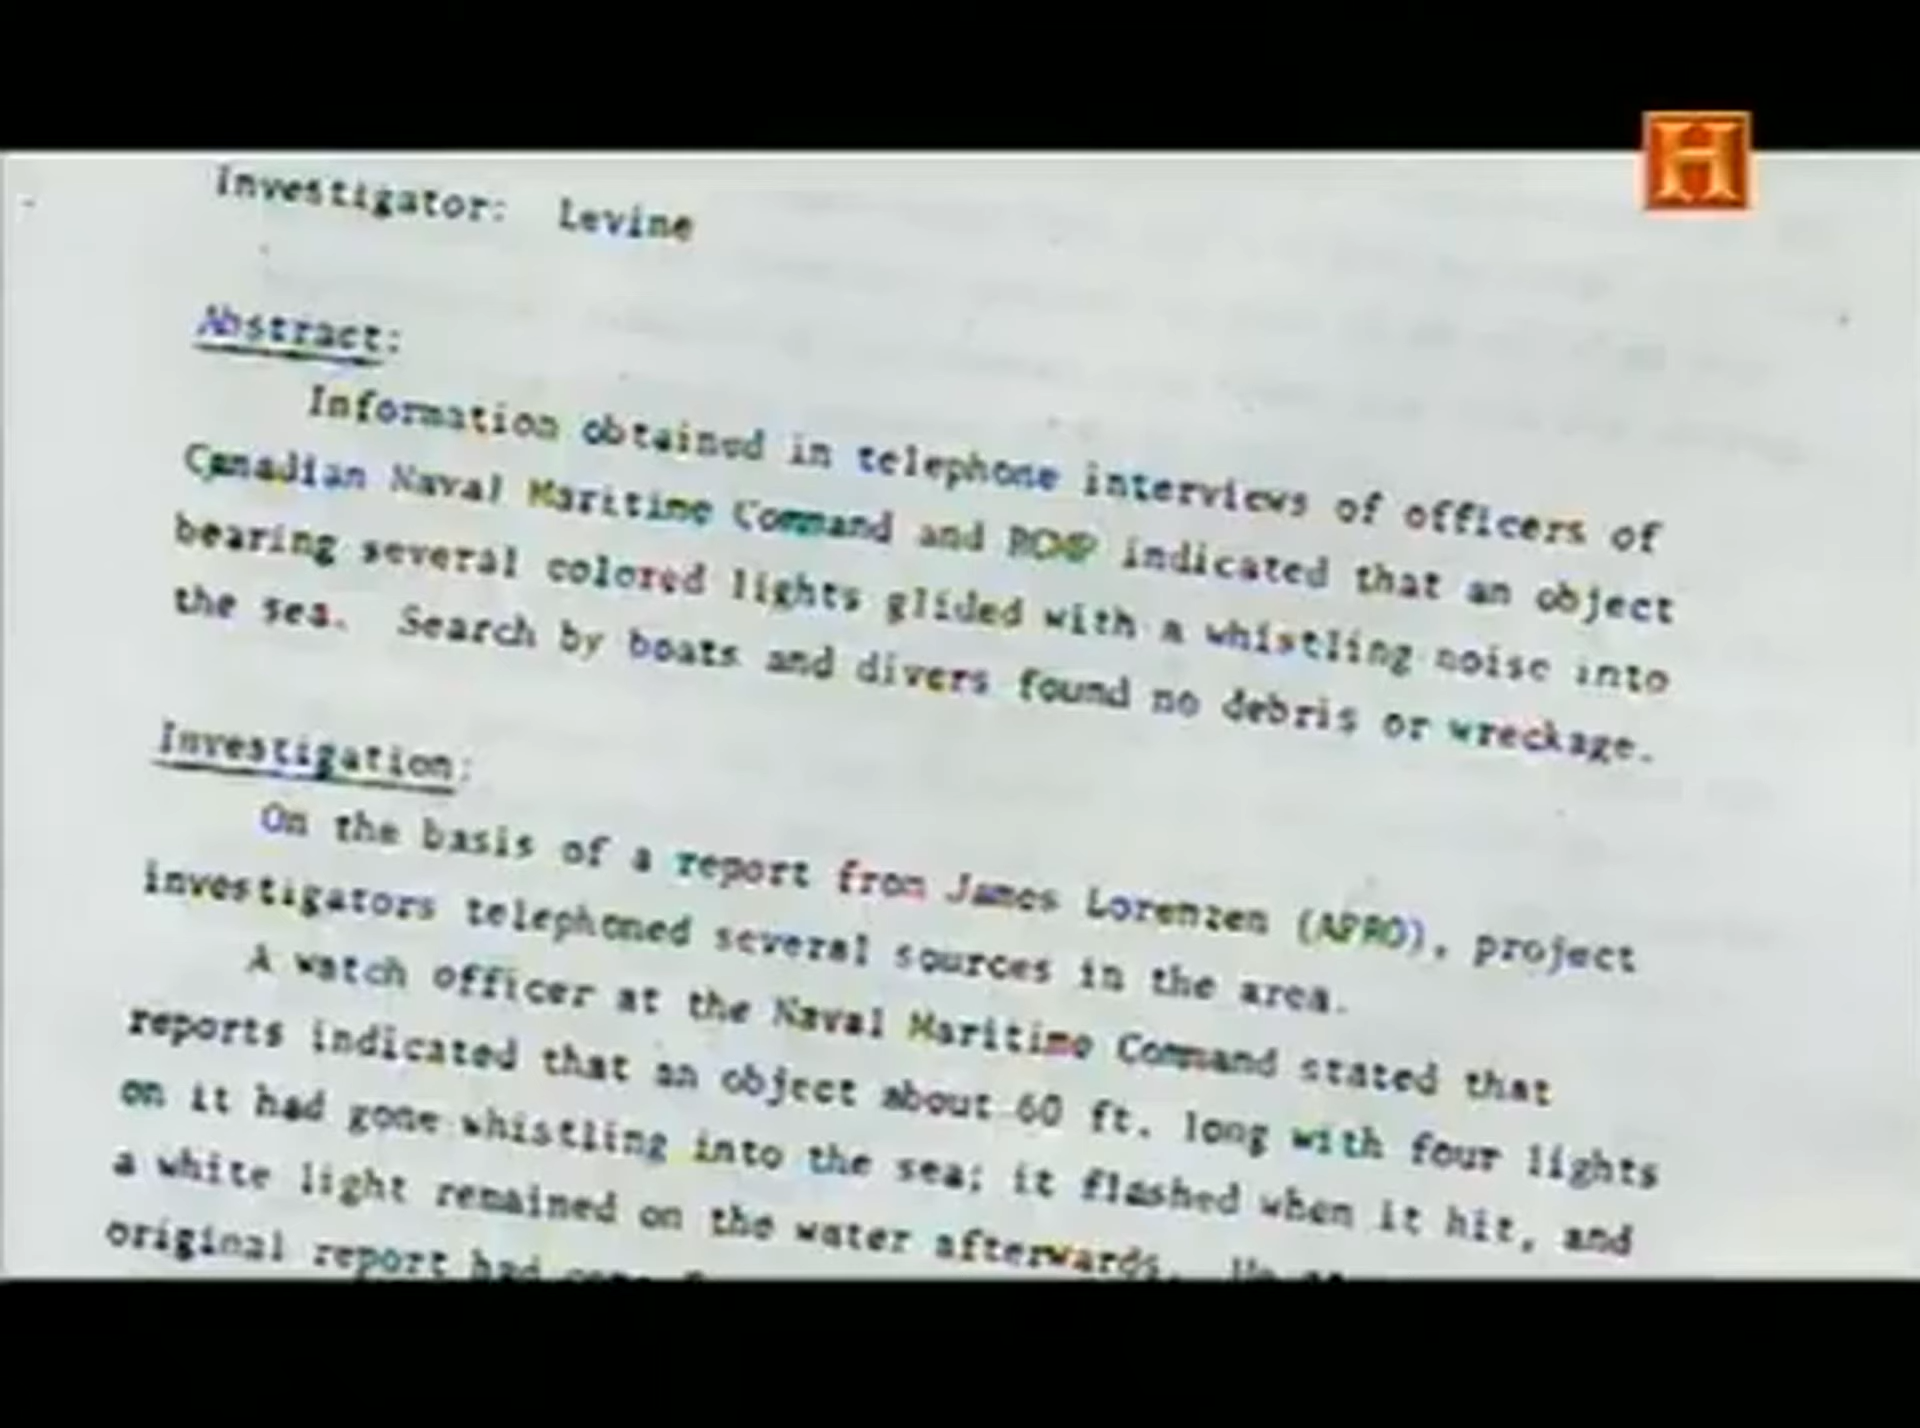 H
Investigator: Levine
Abstract:
Information obtained in telephone interviews of officers of
Canadian Naval Maritime Command and RCMP indicated that an object
bearing several colored lights glided with a whistling noise into
the sea. Search by boats and divers found no debris or wreckage.
Investigation:
On the basis of a report from James Lorenzen (APRO), project
investigators telephoned several sources in the area.
A watch officer at the Naval Maritime Command stated that
reports indicated that an object about 60 ft. long with four lights
on it had gone whistling into the sea; it flashed when it hit, and
a white light remained on the water afterwards.
original report had